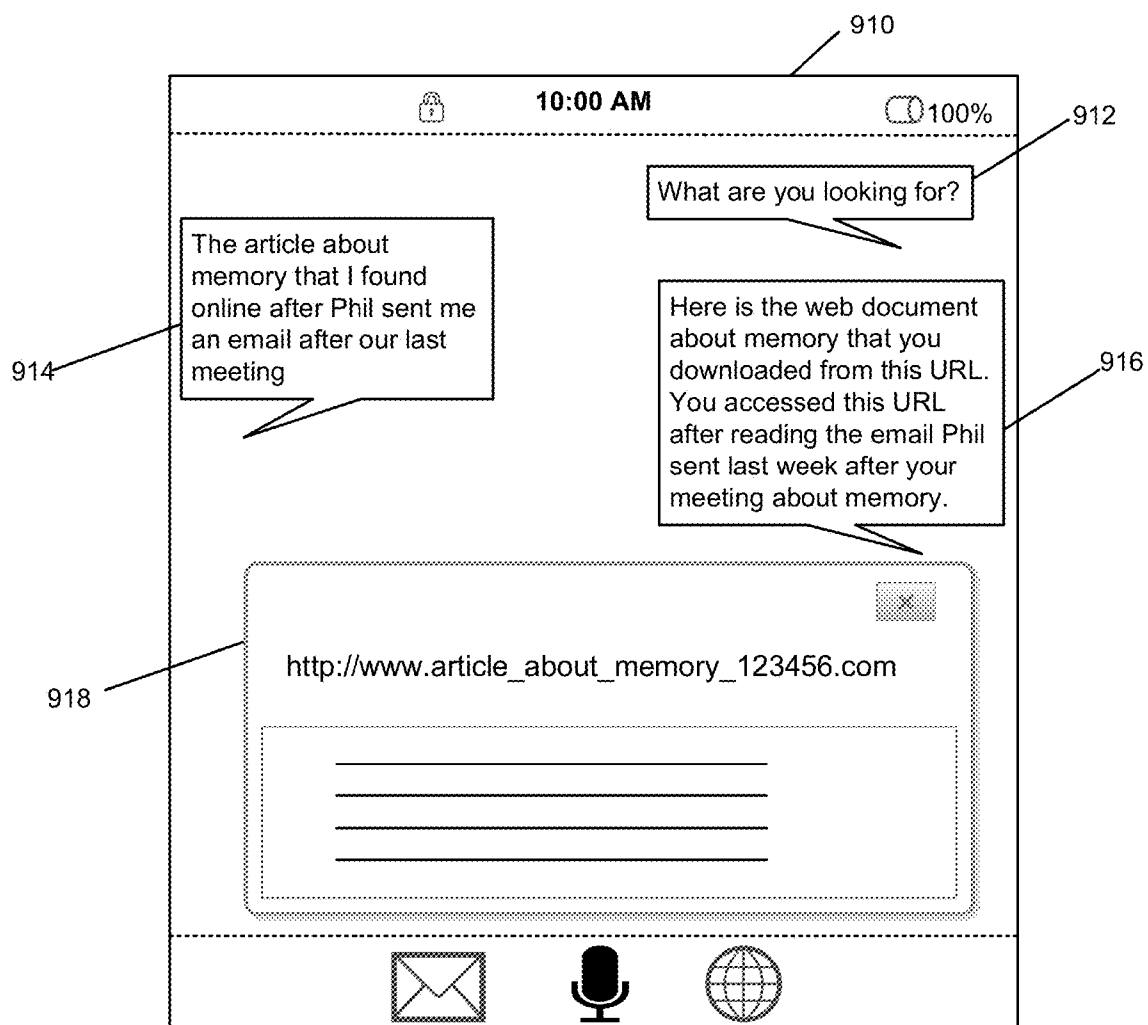 910
10:00 AM
100%
912
What are you looking for?
The article about
memory that I found
online after Phil sent me
an email after our last
meeting
914
Here is the web document
about memory that you
downloaded from this URL.
You accessed this URL
after reading the email Phil
sent last week after your
meeting about memory.
916
http://www.article_about_memory_123456.com
918